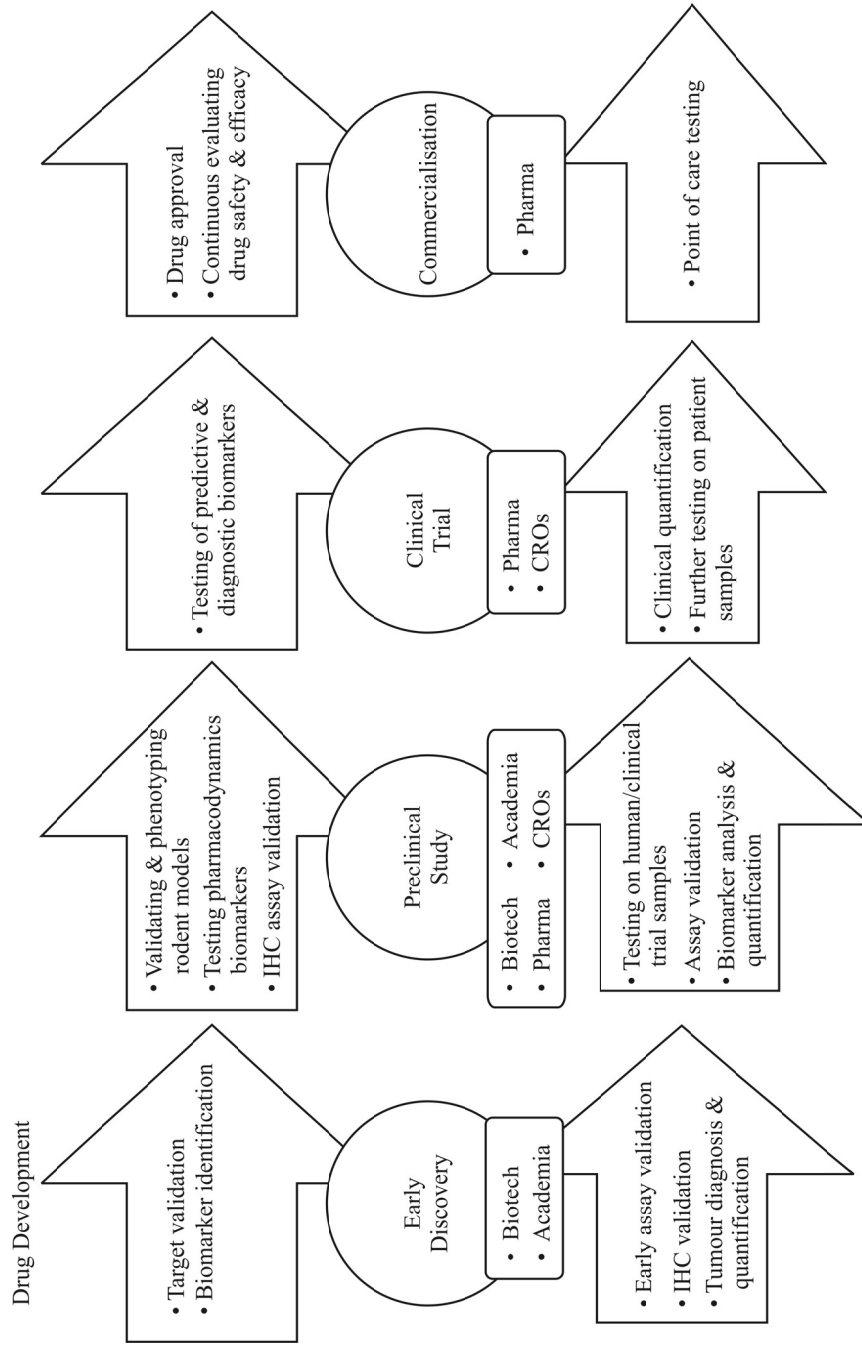 Drug Development
• Target validation
• Biomarker identification
• Validating & phenotyping
rodent models
• Testing pharmacodynamics
biomarkers
• IHC assay validation
• Testing of predictive &
diagnostic biomarkers
• Drug approval
• Continuous evaluating
drug safety & efficacy
Early
Discovery
Preclinical
Study
Clinical
Trial
Commercialisation
• Biotech
• Academia
• Biotech • Academia
• Pharma • CROs
• Pharma
• CROs
• Pharma
• Early assay validation
• IHC validation
• Tumour diagnosis &
quantification
• Testing on human/clinical
trial samples
• Assay validation
• Biomarker analysis &
quantification
• Clinical quantification
• Further testing on patient
samples
• Point of care testing